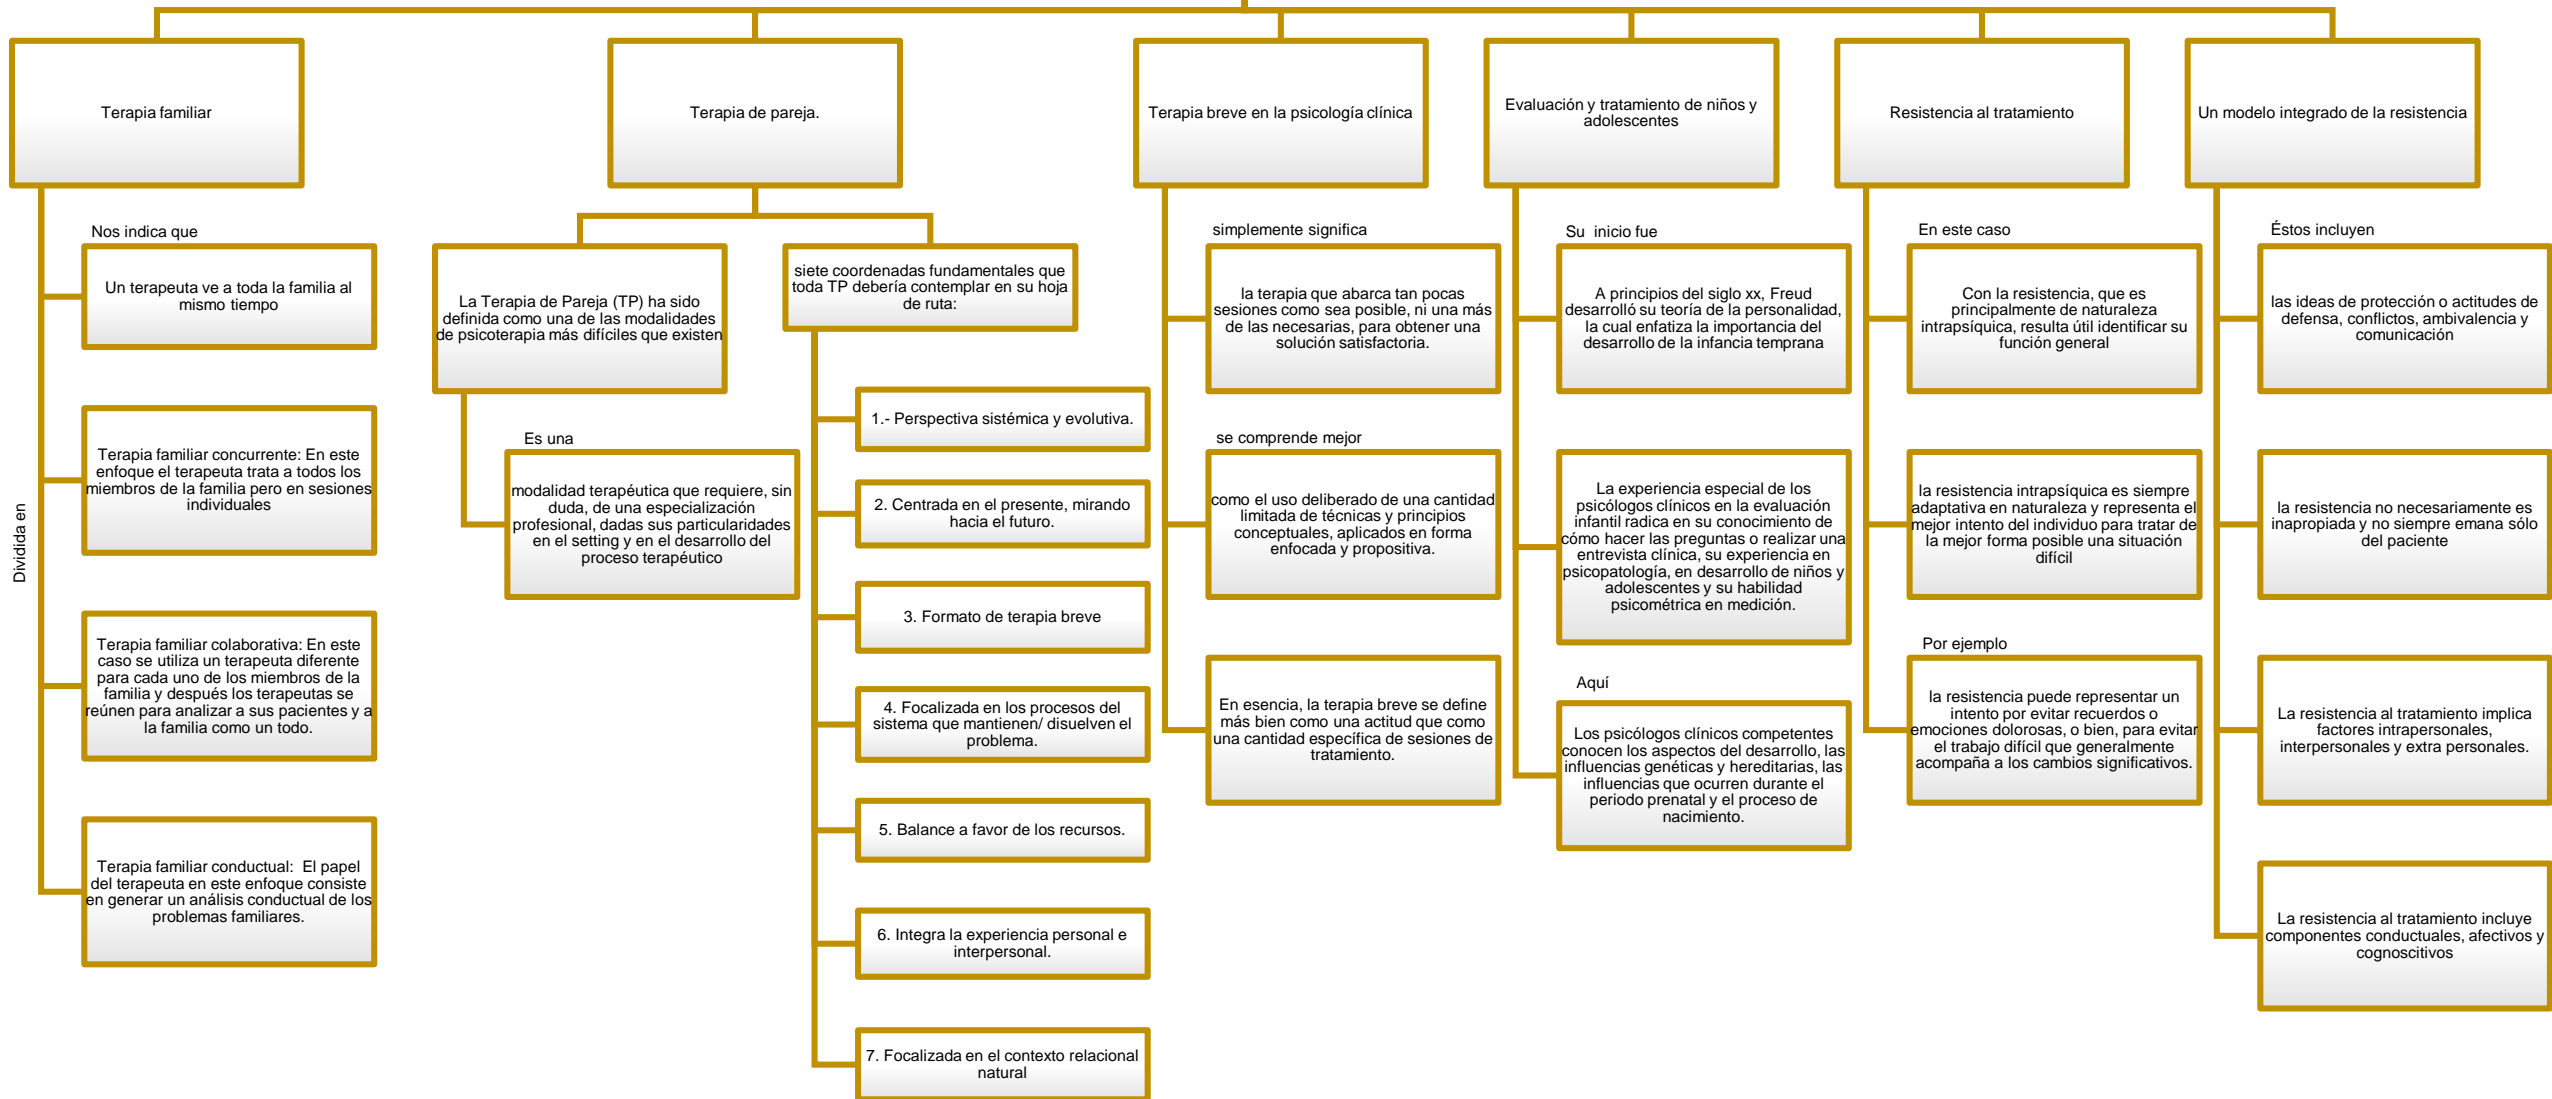 Terapia familiar
Nos indica que
Un terapeuta ve a toda la familia al
mismo tiempo
Dividida en
Terapia familiar concurrente: En este
enfoque el terapeuta trata a todos los
miembros de la familia pero en sesiones
individuales
Terapia familiar colaborativa: En este
caso se utiliza un terapeuta diferente
para cada uno de los miembros de la
familia y después los terapeutas se
reúnen para analizar a sus pacientes y a
la familia como un todo.
Terapia familiar conductual: El papel
del terapeuta en este enfoque consiste
en generar un análisis conductual de los
problemas familiares.
Terapia de pareja.
La Terapia de Pareja (TP) ha sido
definida como una de las modalidades
de psicoterapia más difíciles que existen
Es una
modalidad terapéutica que requiere, sin
duda, de una especialización
profesional, dadas sus particularidades
en el setting y en el desarrollo del
proceso terapéutico
siete coordenadas fundamentales que
toda TP debería contemplar en su hoja
de ruta:
1.- Perspectiva sistémica y evolutiva.
2. Centrada en el presente, mirando
hacia el futuro.
3. Formato de terapia breve
4. Focalizada en los procesos del
sistema que mantienen/ disuelven el
problema.
5. Balance a favor de los recursos.
6. Integra la experiencia personal e
interpersonal.
7. Focalizada en el contexto relacional
natural
Terapia breve en la psicología clínica
simplemente significa
la terapia que abarca tan pocas
sesiones como sea posible, ni una más
de las necesarias, para obtener una
solución satisfactoria.
se comprende mejor
como el uso deliberado de una cantidad
limitada de técnicas y principios
conceptuales, aplicados en forma
enfocada y propositiva.
En esencia, la terapia breve se define
más bien como una actitud que como
una cantidad específica de sesiones de
tratamiento.
Evaluación y tratamiento de niños y
adolescentes
Su inicio fue
A principios del siglo xx, Freud
desarrolló su teoría de la personalidad,
la cual enfatiza la importancia del
desarrollo de la infancia temprana
La experiencia especial de los
psicólogos clínicos en la evaluación
infantil radica en su conocimiento de
cómo hacer las preguntas o realizar una
entrevista clínica, su experiencia en
psicopatología, en desarrollo de niños y
adolescentes y su habilidad
psicométrica en medición.
Aquí
Los psicólogos clínicos competentes
conocen los aspectos del desarrollo, las
influencias genéticas y hereditarias, las
influencias que ocurren durante el
periodo prenatal y el proceso de
nacimiento.
Resistencia al tratamiento
En este caso
Con la resistencia, que es
principalmente de naturaleza
intrapsíquica, resulta útil identificar su
función general
la resistencia intrapsíquica es siempre
adaptativa en naturaleza y representa el
mejor intento del individuo para tratar de
la mejor forma posible una situación
difícil
Por ejemplo
la resistencia puede representar un
intento por evitar recuerdos o
emociones dolorosas, o bien, para evitar
el trabajo difícil que generalmente
acompaña a los cambios significativos.
Un modelo integrado de la resistencia
Éstos incluyen
las ideas de protección o actitudes de
defensa, conflictos, ambivalencia y
comunicación
la resistencia no necesariamente es
inapropiada y no siempre emana sólo
del paciente
La resistencia al tratamiento implica
factores intrapersonales,
interpersonales y extra personales.
La resistencia al tratamiento incluye
componentes conductuales, afectivos y
cognoscitivos